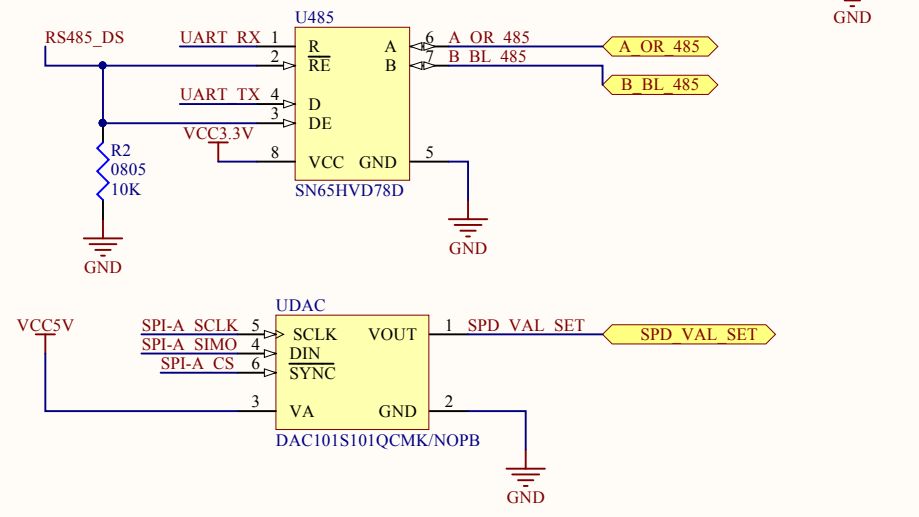 GND
U485
RS485_DS
UART_RX 1 R A 6 A_OR_485 A_OR_485
2 RE B 7 B_BL_485
B_BL_485
UART_TX 4 D
3 DE
VCC3.3V
8 VCC GND 5
R2
0805
10K
SN65HVD78D
GND
GND
UDAC
VCC5V
SPI-A_SCLK 5 SCLK VOUT 1 SPD_VAL_SET SPD_VAL_SET
SPI-A_SIMO 4 DIN
SPI-A_CS 6 SYNC
3 VA GND 2
DAC101S101QCMK/NOPB
GND